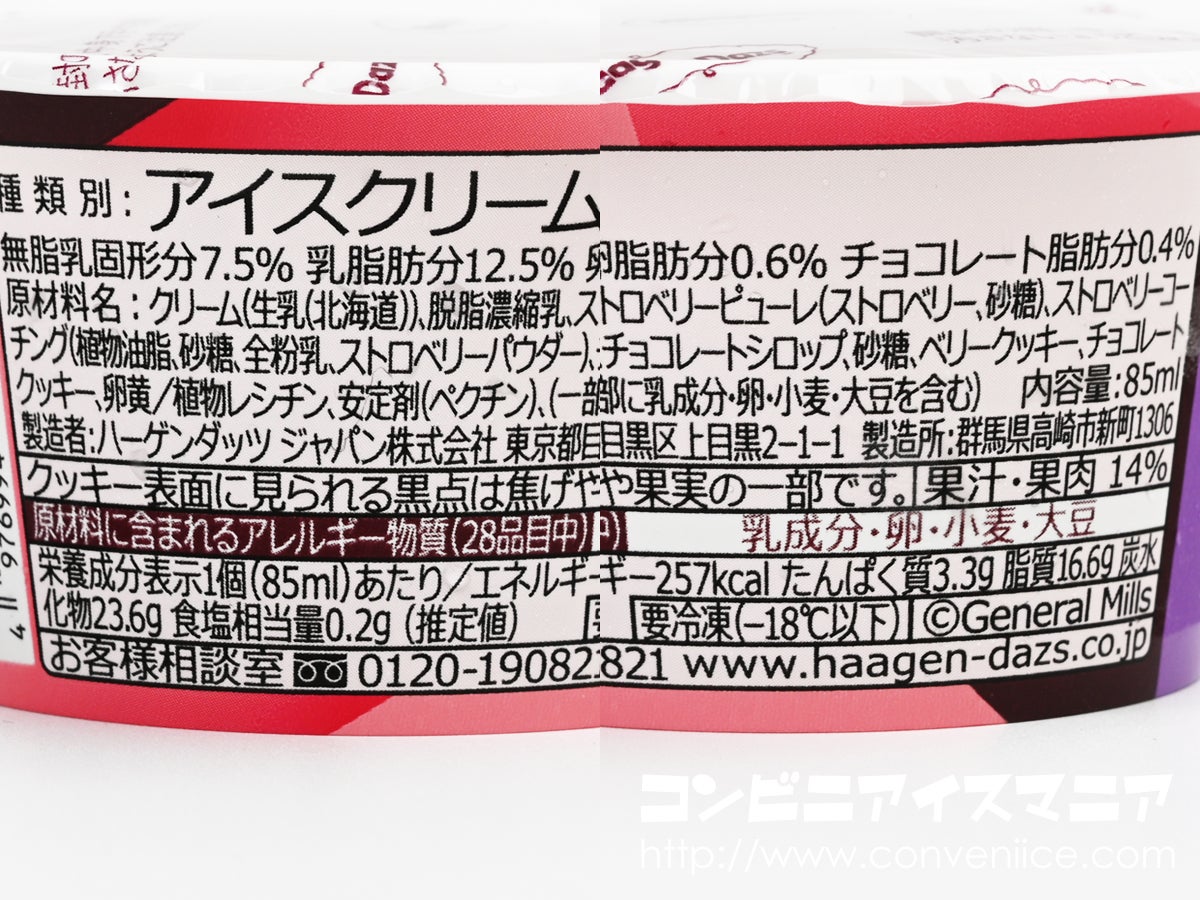 Daz
Daag
Dazs
種類別:アイスクリーム
無脂乳固形分7.5% 乳脂肪分12.5% 卵脂肪分0.6% チョコレート脂肪分0.4%
原材料名:クリーム(生乳(北海道))、脱脂濃縮乳、ストロベリーピューレ(ストロベリー、砂糖)、ストロベリーコー
チング(植物油脂、砂糖、全粉乳、ストロベリーパウダー)、チョコレートシロップ、砂糖、ベリークッキー、チョコレート
クッキー、卵黄/植物レシチン、安定剤(ペクチン)、(一部に乳成分・卵・小麦・大豆を含む) 内容量:85ml
製造者:ハーゲンダッツ ジャパン株式会社 東京都目黒区上目黒2-1-1 製造所:群馬県高崎市新町1306
クッキー表面に見られる黒点は焦げや果実の一部です。 果汁・果肉 14%
原材料に含まれるアレルギー物質(28品目中) 乳成分・卵・小麦・大豆
栄養成分表示1個(85ml)あたり/エネルギー257kcal たんぱく質3.3g 脂質16.6g 炭水
化物23.6g 食塩相当量0.2g (推定値) 要冷凍(-18℃以下) ©General Mills
お客様相談室 0120-190821 www.haagen-dazs.co.jp
コンビニアイスマニア
http://www.conveniice.com